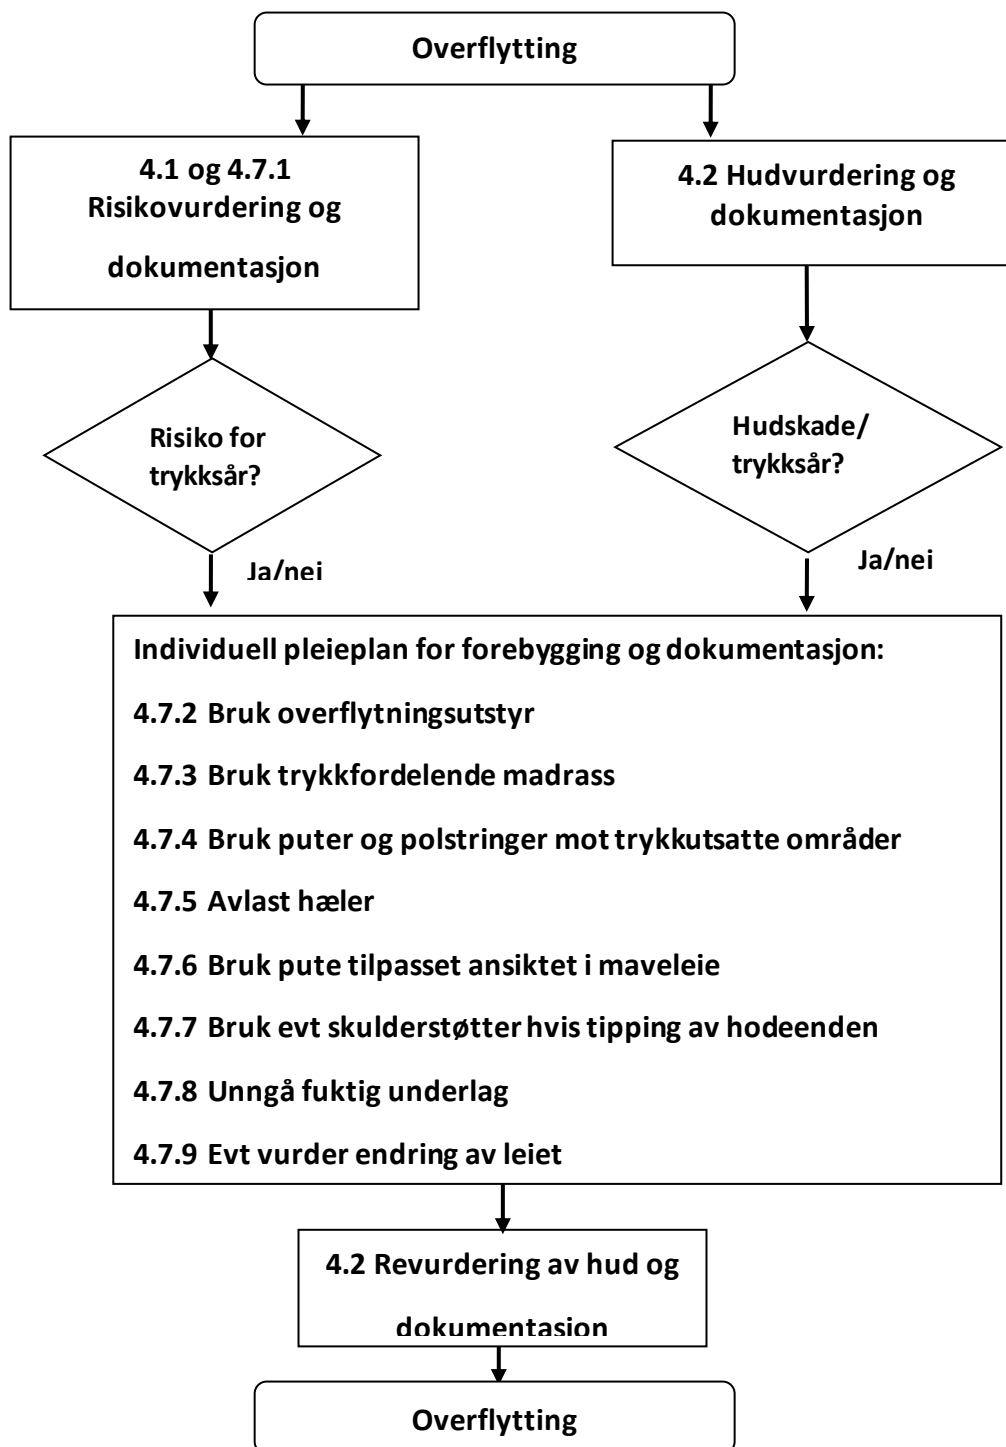 Overflytting
4.1 og 4.7.1
Risikovurdering og
dokumentasjon
4.2 Hudvurdering og
dokumentasjon
Risiko for
trykksår?
Hudskade/
trykksår?
Ja/nei
Ja/nei
Individuell pleieplan for forebygging og dokumentasjon:
4.7.2 Bruk overflytningsutstyr
4.7.3 Bruk trykkfordelende madrass
4.7.4 Bruk puter og polstringer mot trykkutsatte områder
4.7.5 Avlast hæler
4.7.6 Bruk pute tilpasset ansiktet i maveleie
4.7.7 Bruk evt skulderstøtter hvis tipping av hodeenden
4.7.8 Unngå fuktig underlag
4.7.9 Evt vurder endring av leiet
4.2 Revurdering av hud og
dokumentasjon
Overflytting